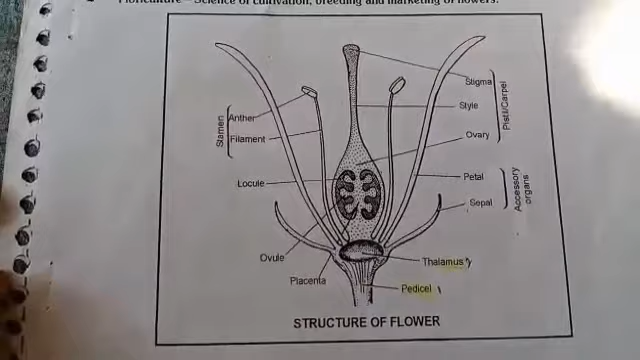 Floriculture – Science of cultivation, breeding and marketing of flowers.
Stigma
Anther
Style
Stamen
Pistil/Carpel
Filament
Ovary
Locule
Petal
Accessory organs
Sepal
Ovule
Thalamus
Placenta
Pedicel
STRUCTURE OF FLOWER